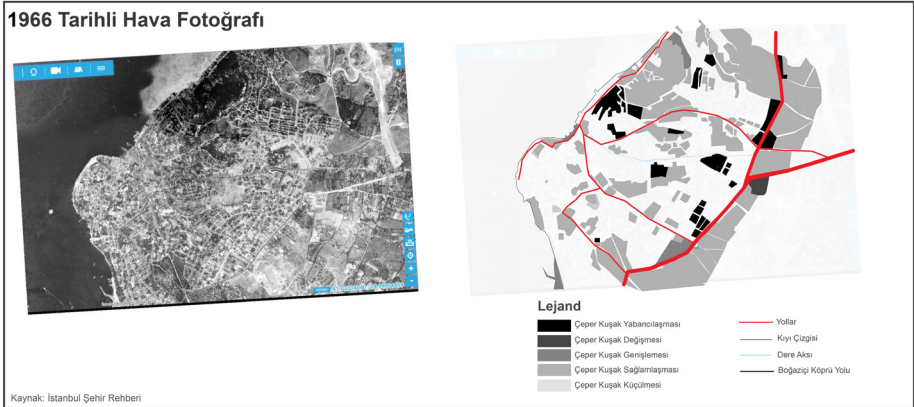 1966 Tarihli Hava Fotoğrafı
EN
Lejand
Çeper Kuşak Yabancılaşması
Çeper Kuşak Değişmesi
Çeper Kuşak Genişlemesi
Çeper Kuşak Sağlamlaşması
Çeper Kuşak Küçülmesi
Yollar
Kıyı Çizgisi
Dere Aksı
Boğaziçi Köprü Yolu
Kaynak: İstanbul Şehir Rehberi